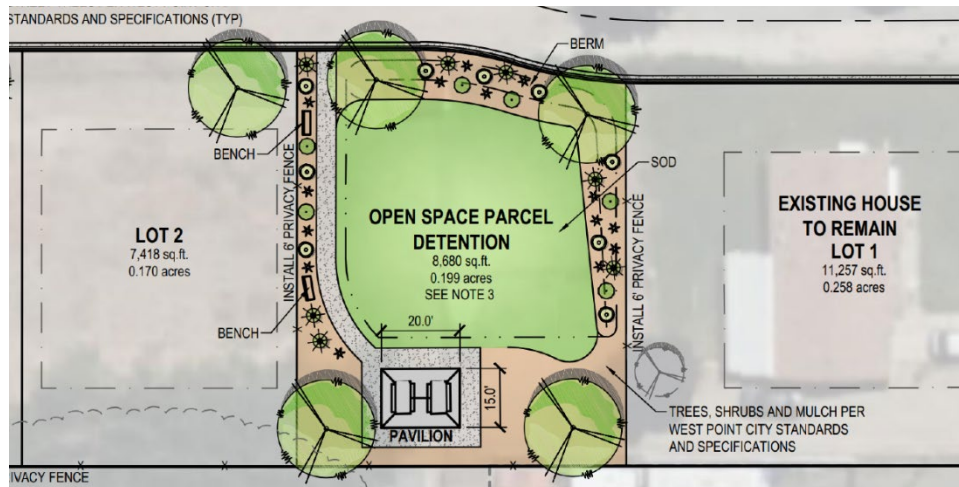 STANDARDS AND SPECIFICATIONS (TYP)
BERM
BENCH
SOD
INSTALL 6' PRIVACY FENCE
LOT 2
7,418 sq.ft.
0.170 acres
OPEN SPACE PARCEL
DETENTION
8,680 sq.ft.
0.199 acres
SEE NOTE 3
INSTALL 6' PRIVACY FENCE
EXISTING HOUSE
TO REMAIN
LOT 1
11,257 sq.ft.
0.258 acres
BENCH
20.0'
15.0'
PAVILION
TREES, SHRUBS AND MULCH PER
WEST POINT CITY STANDARDS
AND SPECIFICATIONS
IVACY FENCE